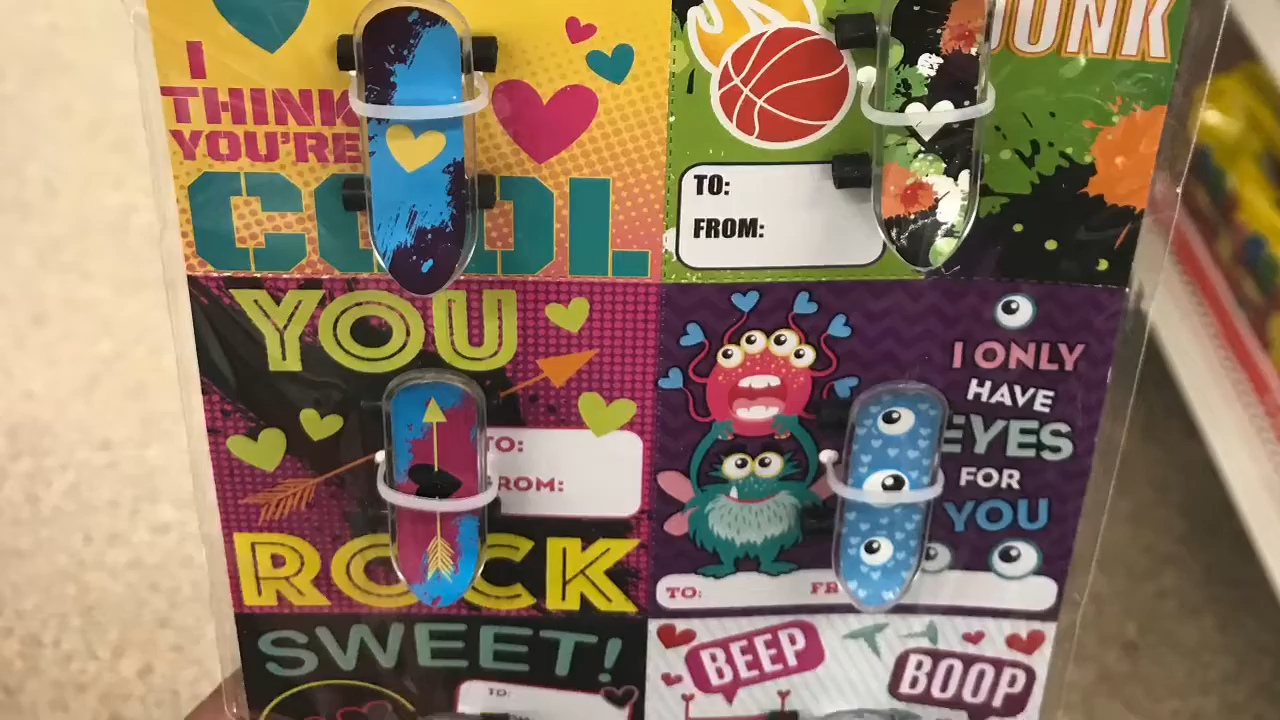 I
THINK
YOU'RE
COOL
TO:
FROM:
YOU
TO:
FROM:
ROCK
I ONLY
HAVE
EYES
FOR
YOU
TO:
SWEET!
TO:
BEEP
BOOP